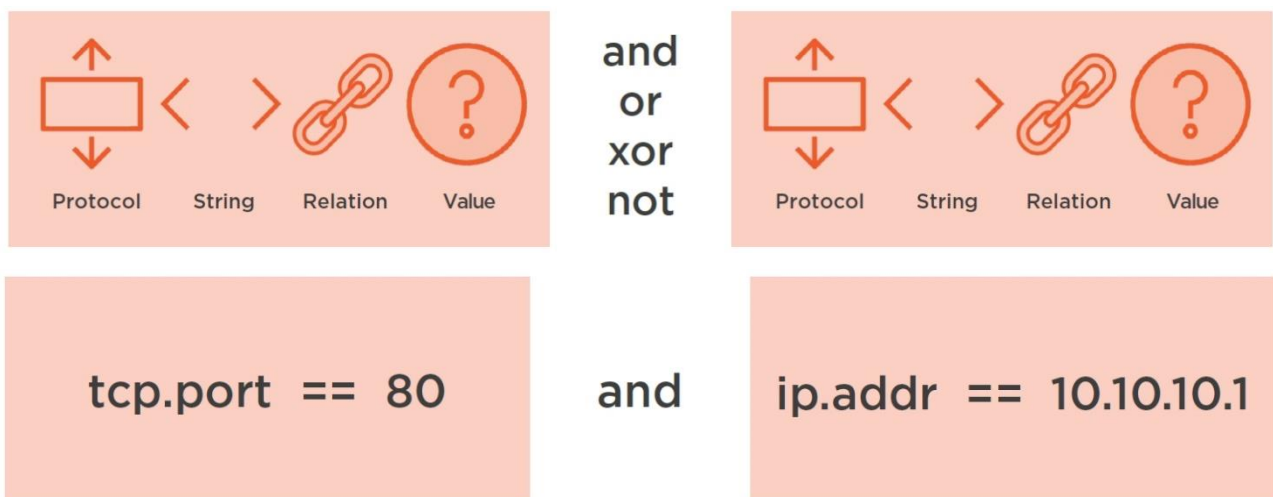 Protocol String Relation Value
and
or
xor
not
Protocol String Relation Value
tcp.port == 80 and ip.addr == 10.10.10.1